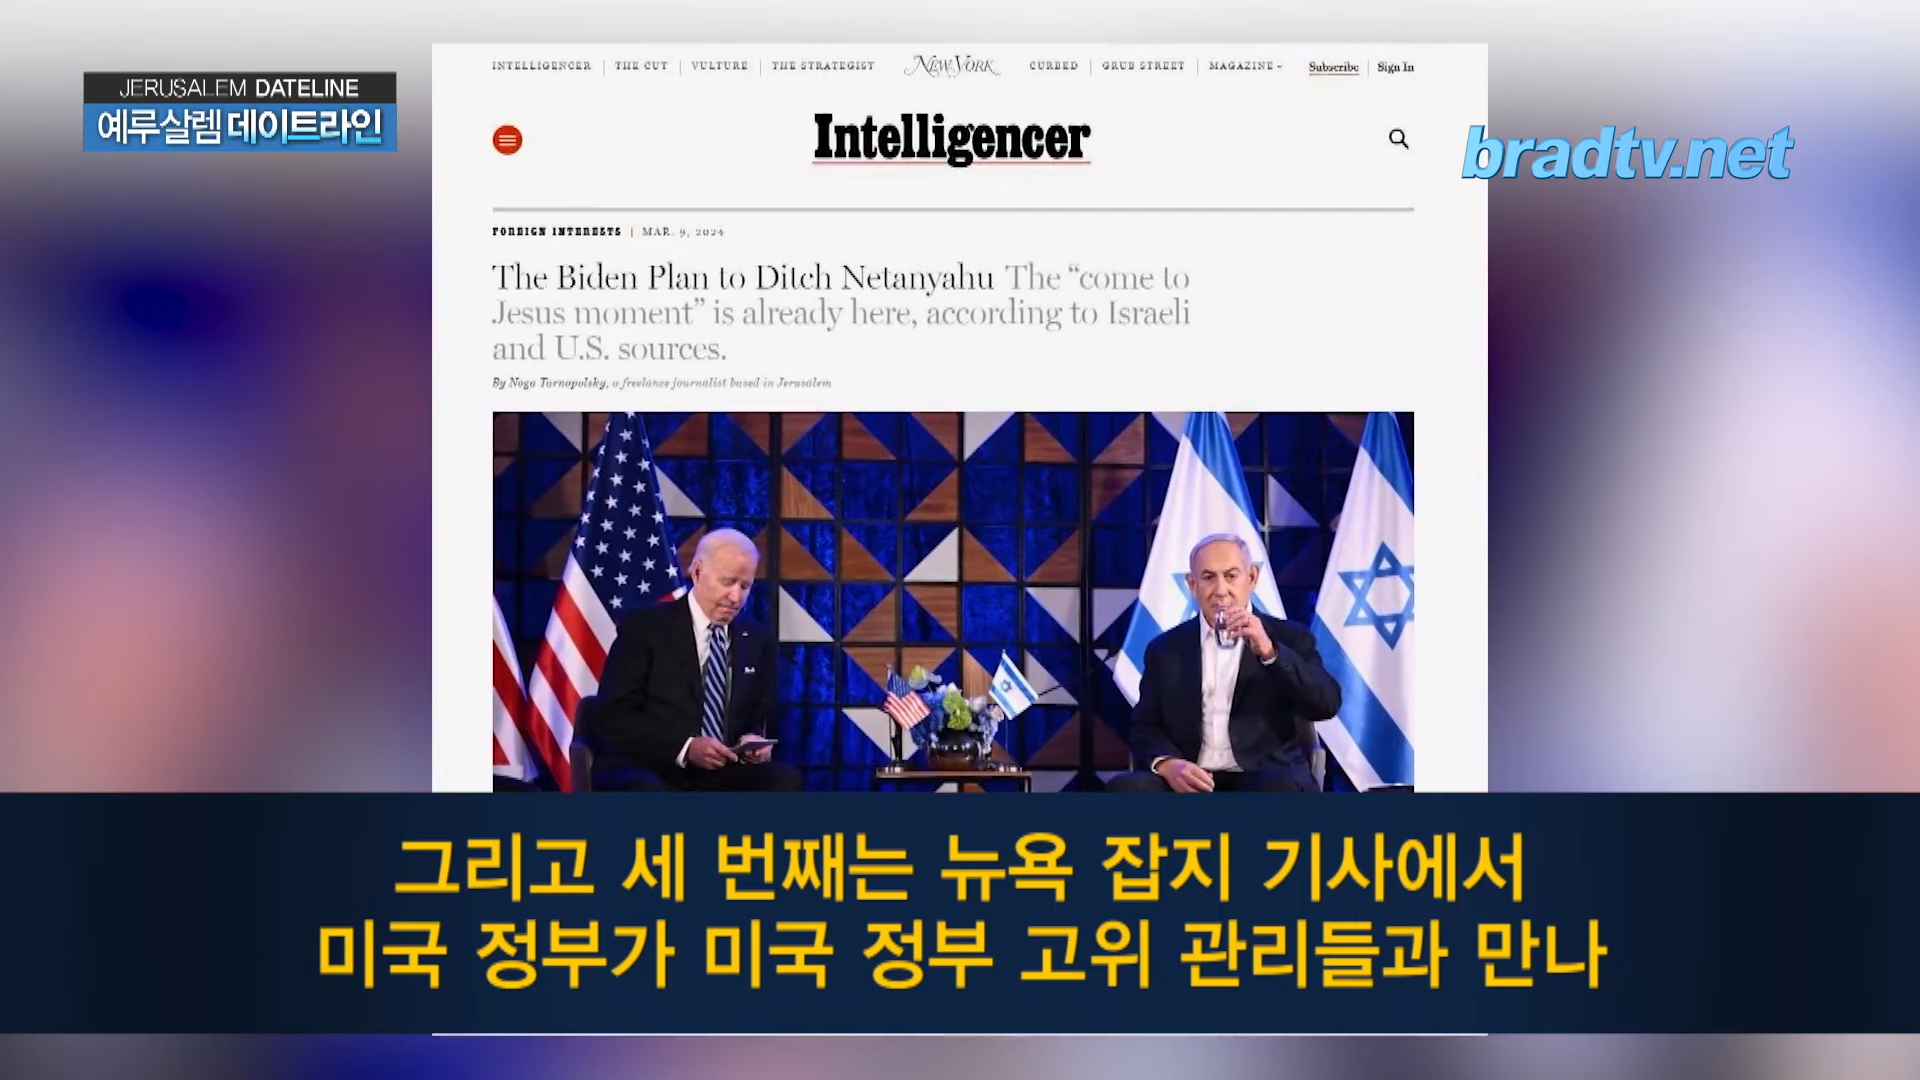 JERUSALEM DATELINE
예루살렘 데이트라인
bradtv.net
INTELLIGENCER | THE CUT | VULTURE | THE STRATEGIST NEW YORK CURBED | GRUB STREET | MAGAZINE Subscribe | Sign In
Intelligencer
FOREIGN INTERESTS | MAR. 9, 2024
The Biden Plan to Ditch Netanyahu The “come to
Jesus moment” is already here, according to Israeli
and U.S. sources.
By Noga Tarnopolsky, a freelance journalist based in Jerusalem
그리고 세 번째는 뉴욕 잡지 기사에서
미국 정부가 미국 정부 고위 관리들과 만나